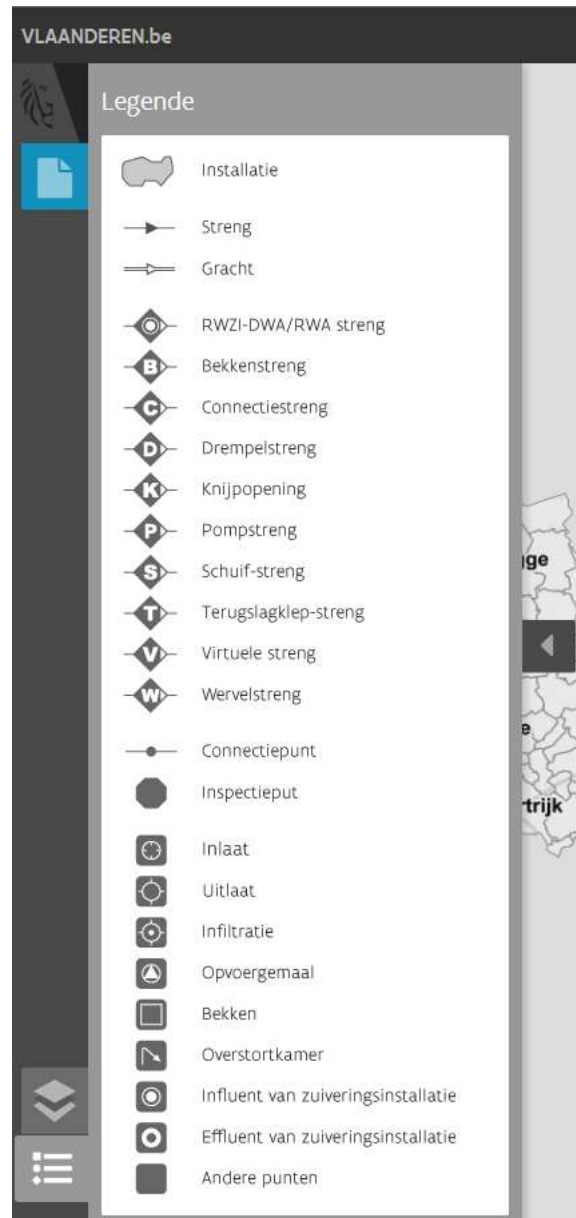 VLAANDEREN.be
Legende
Installatie
Streng
Gracht
RWZI-DWA/RWA streng
B Bekkenstreng
C Connectiestreng
D Drempelstreng
K Knijpopening
P Pompstreng
S Schuif-streng
T Terugslagklep-streng
V Virtuele streng
W Wervelstreng
Connectiepunt
Inspectieput
Inlaat
Uitlaat
Infiltratie
Opvoergemaal
Bekken
Overstortkamer
Influent van zuiveringsinstallatie
Effluent van zuiveringsinstallatie
Andere punten
gge
e
trijk